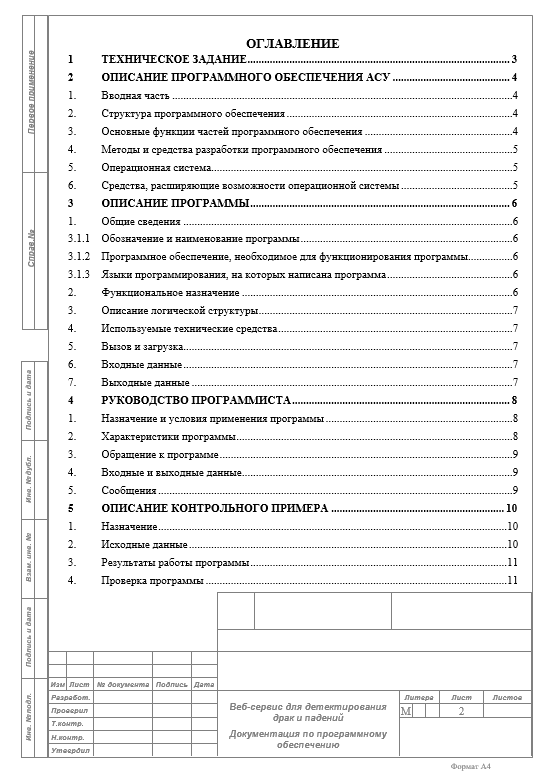 ОГЛАВЛЕНИЕ
1 ТЕХНИЧЕСКОЕ ЗАДАНИЕ 3
2 ОПИСАНИЕ ПРОГРАММНОГО ОБЕСПЕЧЕНИЯ АСУ 4
1. Вводная часть 4
2. Структура программного обеспечения 4
3. Основные функции частей программного обеспечения 4
4. Методы и средства разработки программного обеспечения 5
5. Операционная система 5
6. Средства, расширяющие возможности операционной системы 5
3 ОПИСАНИЕ ПРОГРАММЫ 6
1. Общие сведения 6
3.1.1 Обозначение и наименование программы 6
3.1.2 Программное обеспечение, необходимое для функционирования программы 6
3.1.3 Языки программирования, на которых написана программа 6
2. Функциональное назначение 6
3. Описание логической структуры 7
4. Используемые технические средства 7
5. Вызов и загрузка 7
6. Входные данные 7
7. Выходные данные 7
4 РУКОВОДСТВО ПРОГРАММИСТА 8
1. Назначение и условия применения программы 8
2. Характеристики программы 8
3. Обращение к программе 9
4. Входные и выходные данные 9
5. Сообщения 9
5 ОПИСАНИЕ КОНТРОЛЬНОГО ПРИМЕРА 10
1. Назначение 10
2. Исходные данные 10
3. Результаты работы программы 11
4. Проверка программы 11
Первое применение
Справ №
Подпись и дата
Инв. №дубл.
Взам. инв. №
Подпись и дата
Инв. №подл.
Изм Лист № документа Подпись Дата
Разработ.
Проверил
Т.контр.
Н.контр.
Утвердил
Веб-сервис для детектирования
драк и падений
Документация по программному
обеспечению
Литера Лист Листов
М 2
Формат А4